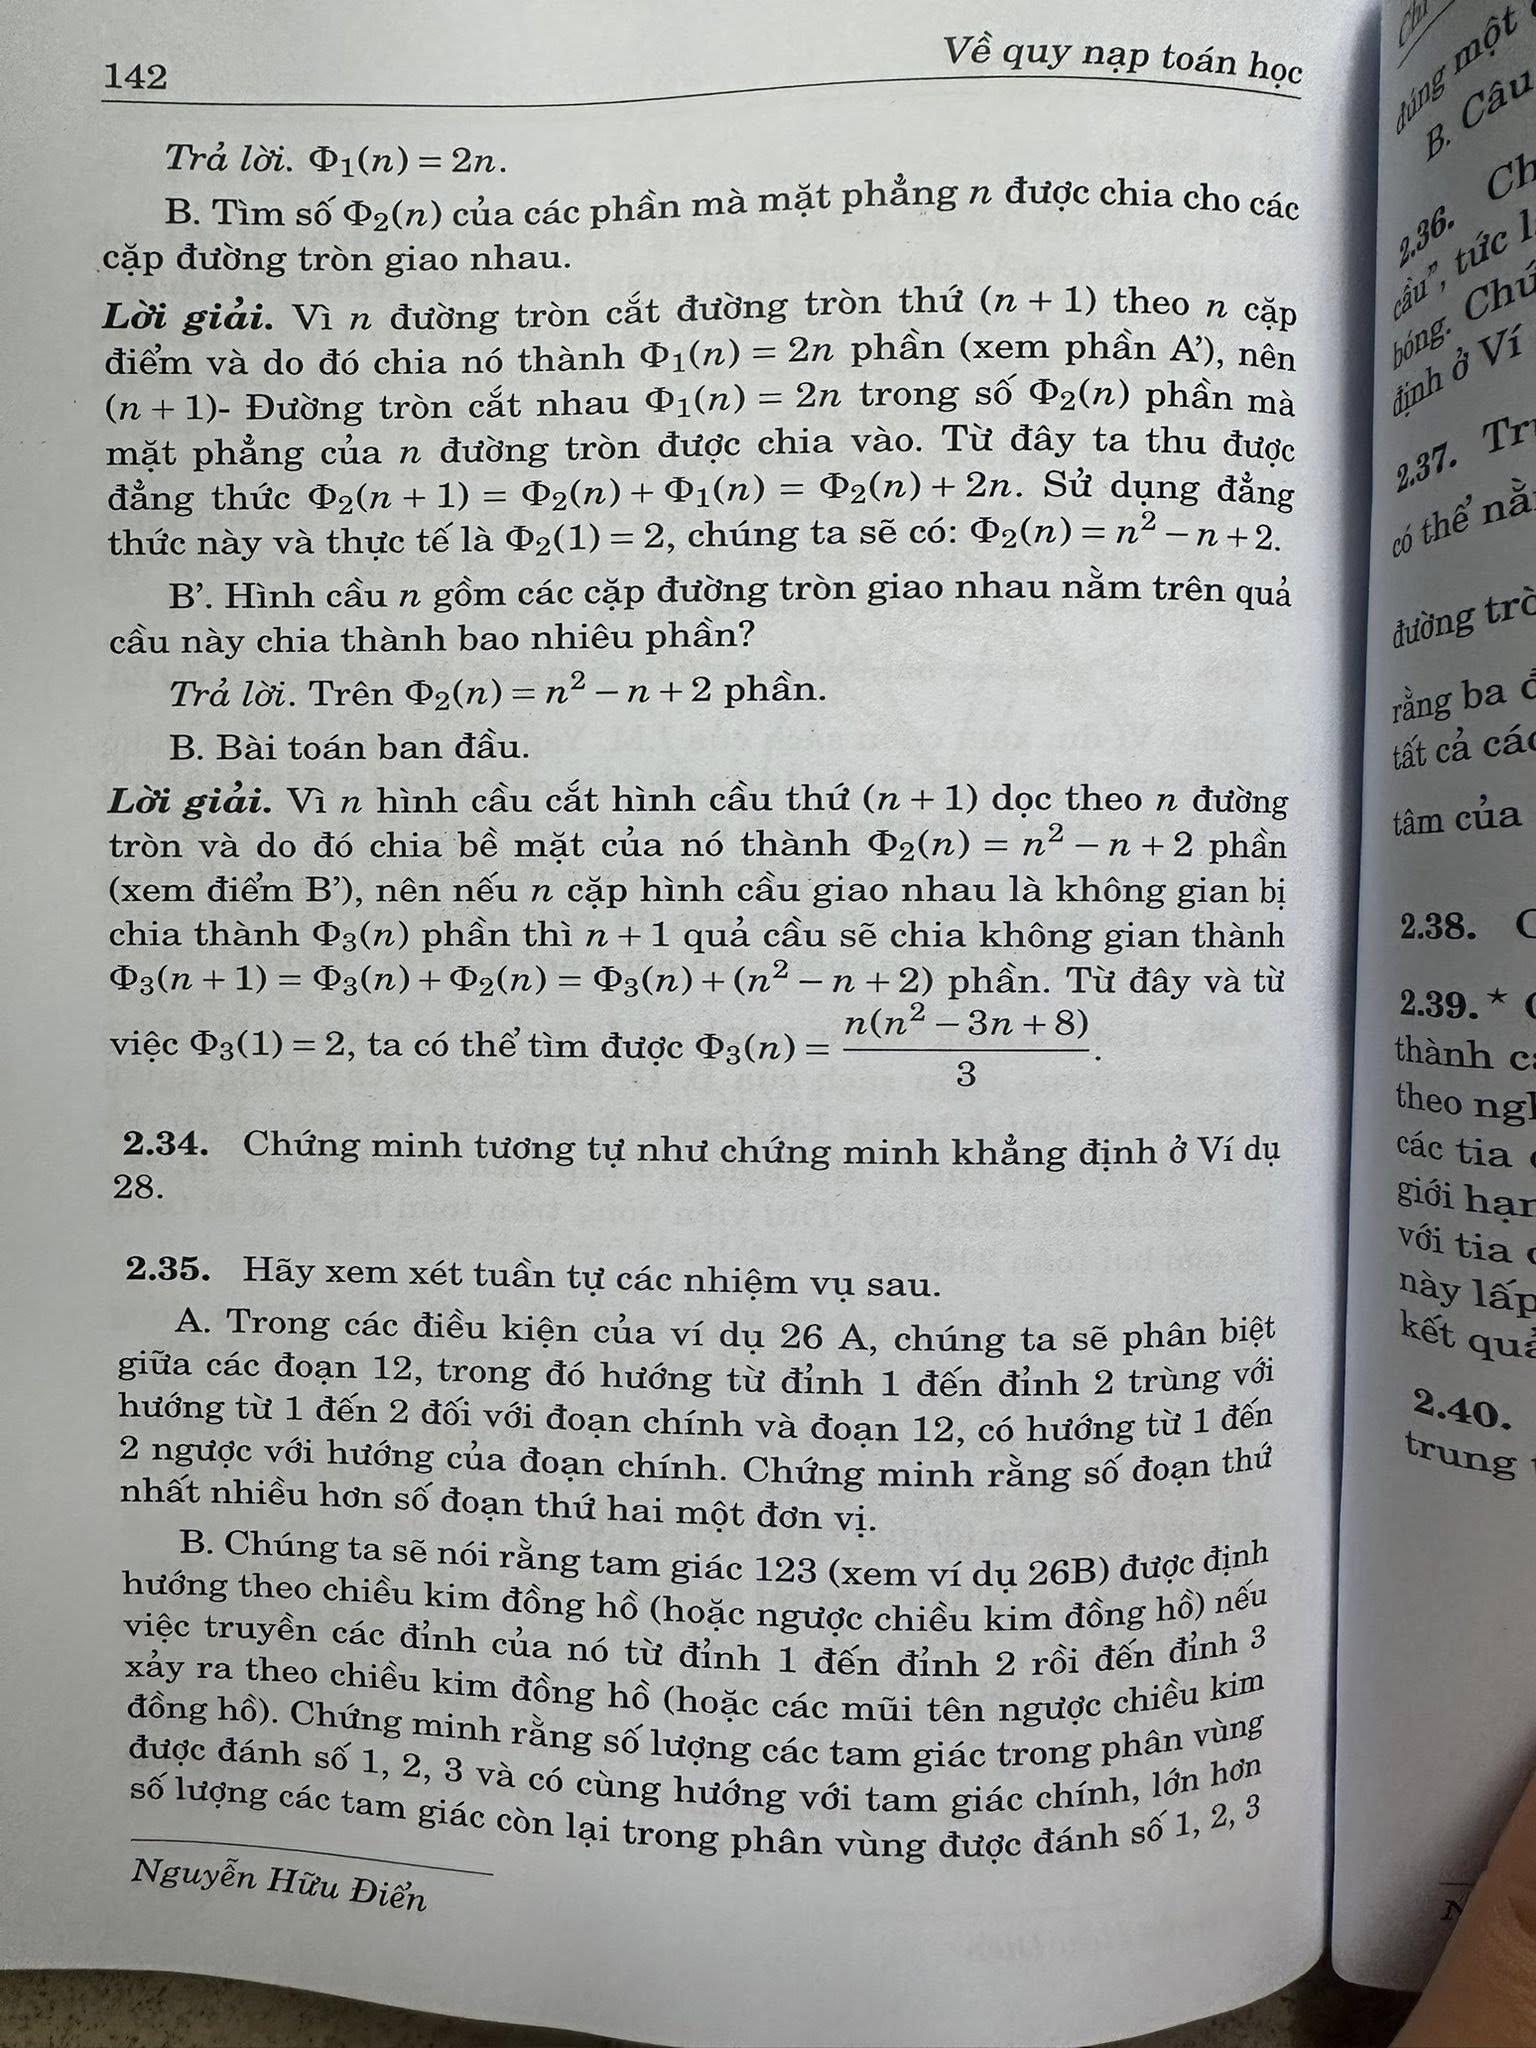 142
Về quy nạp toán học
Trả lời. Φ₁(n) = 2n.
B. Tìm số Φ₂(n) của các phần mà mặt phẳng n được chia cho các
cặp đường tròn giao nhau.
Lời giải. Vì n đường tròn cắt đường tròn thứ (n + 1) theo n cặp
điểm và do đó chia nó thành Φ₁(n) = 2n phần (xem phần A’), nên
(n + 1)- Đường tròn cắt nhau Φ₁(n) = 2n trong số Φ₂(n) phần mà
mặt phẳng của n đường tròn được chia vào. Từ đây ta thu được
đẳng thức Φ₂(n + 1) = Φ₂(n) + Φ₁(n) = Φ₂(n) + 2n. Sử dụng đẳng
thức này và thực tế là Φ₂(1) = 2, chúng ta sẽ có: Φ₂(n) = n² − n + 2.
B’. Hình cầu n gồm các cặp đường tròn giao nhau nằm trên quả
cầu này chia thành bao nhiêu phần?
Trả lời. Trên Φ₂(n) = n² − n + 2 phần.
B. Bài toán ban đầu.
Lời giải. Vì n hình cầu cắt hình cầu thứ (n + 1) dọc theo n đường
tròn và do đó chia bề mặt của nó thành Φ₂(n) = n² − n + 2 phần
(xem điểm B’), nên nếu n cặp hình cầu giao nhau là không gian bị
chia thành Φ₃(n) phần thì n + 1 quả cầu sẽ chia không gian thành
Φ₃(n + 1) = Φ₃(n) + Φ₂(n) = Φ₃(n) + (n² − n + 2) phần. Từ đây và từ
việc Φ₃(1) = 2, ta có thể tìm được Φ₃(n) = n(n² − 3n + 8)/3.
2.34. Chứng minh tương tự như chứng minh khẳng định ở Ví dụ
28.
2.35. Hãy xem xét tuần tự các nhiệm vụ sau.
A. Trong các điều kiện của ví dụ 26 A, chúng ta sẽ phân biệt
giữa các đoạn 12, trong đó hướng từ đỉnh 1 đến đỉnh 2 trùng với
hướng từ 1 đến 2 đối với đoạn chính và đoạn 12, có hướng từ 1 đến
2 ngược với hướng của đoạn chính. Chứng minh rằng số đoạn thứ
nhất nhiều hơn số đoạn thứ hai một đơn vị.
B. Chúng ta sẽ nói rằng tam giác 123 (xem ví dụ 26B) được định
hướng theo chiều kim đồng hồ (hoặc ngược chiều kim đồng hồ) nếu
việc truyền các đỉnh của nó từ đỉnh 1 đến đỉnh 2 rồi đến đỉnh 3
xảy ra theo chiều kim đồng hồ (hoặc các mũi tên ngược chiều kim
đồng hồ). Chứng minh rằng số lượng các tam giác trong phân vùng
được đánh số 1, 2, 3 và có cùng hướng với tam giác chính, lớn hơn
số lượng các tam giác còn lại trong phân vùng được đánh số 1, 2, 3
Nguyễn Hữu Điển
đúng một
B. Câu
2.36. Ch
cầu”, tức
bóng. Chứ
định ở Ví
2.37.
có thể
đường
rằng ba
tất cả
tâm của
2.38.
2.39.*
thành
theo
các tia
giới
với tia
này
kết quả
2.40.
trung